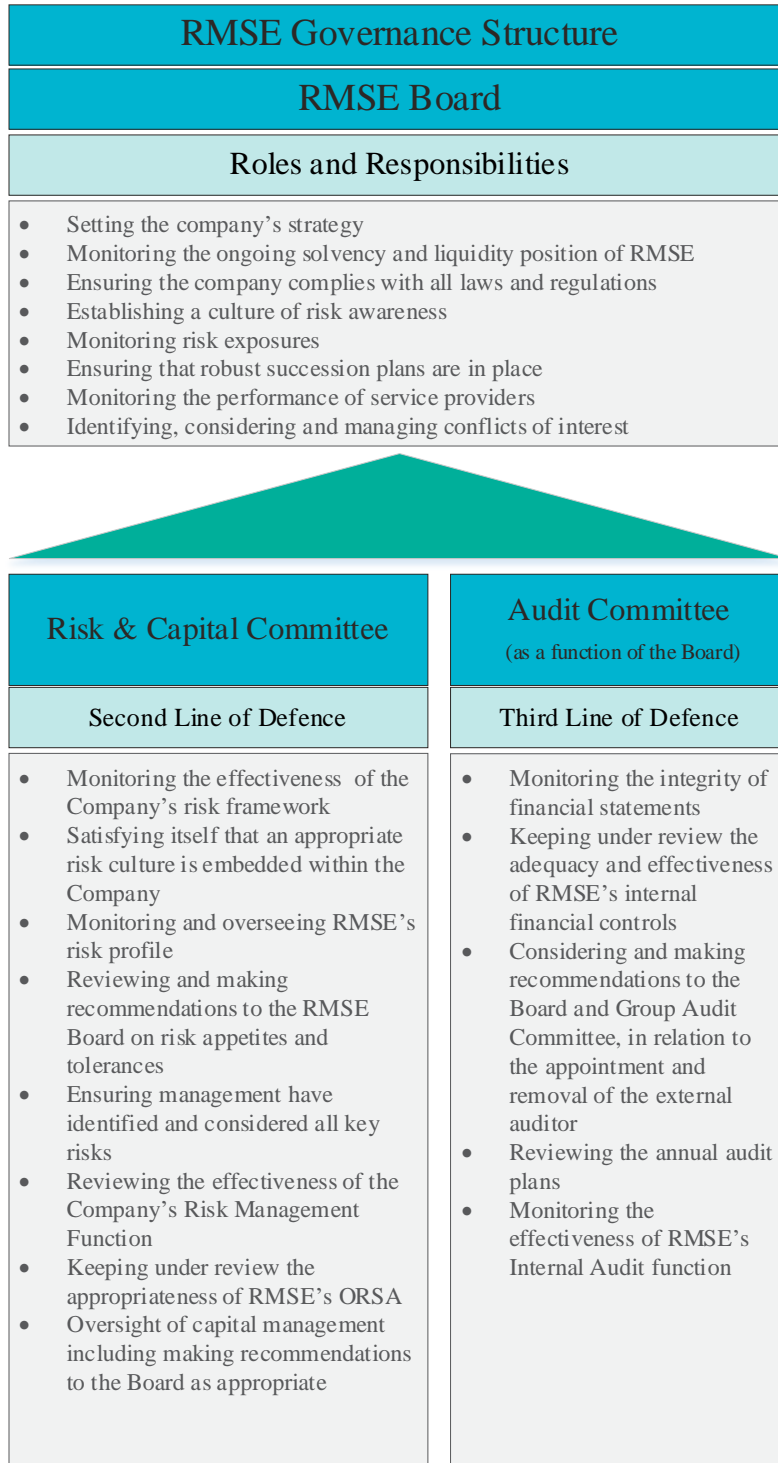 RMSE Governance Structure
RMSE Board
Roles and Responsibilities
• Setting the company’s strategy
• Monitoring the ongoing solvency and liquidity position of RMSE
• Ensuring the company complies with all laws and regulations
• Establishing a culture of risk awareness
• Monitoring risk exposures
• Ensuring that robust succession plans are in place
• Monitoring the performance of service providers
• Identifying, considering and managing conflicts of interest
Risk & Capital Committee
Second Line of Defence
• Monitoring the effectiveness of the
Company’s risk framework
• Satisfying itself that an appropriate
risk culture is embedded within the
Company
• Monitoring and overseeing RMSE’s
risk profile
• Reviewing and making
recommendations to the RMSE
Board on risk appetites and
tolerances
• Ensuring management have
identified and considered all key
risks
• Reviewing the effectiveness of the
Company’s Risk Management
Function
• Keeping under review the
appropriateness of RMSE’s ORSA
• Oversight of capital management
including making recommendations
to the Board as appropriate
Audit Committee
(as a function of the Board)
Third Line of Defence
• Monitoring the integrity of
financial statements
• Keeping under review the
adequacy and effectiveness
of RMSE’s internal
financial controls
• Considering and making
recommendations to the
Board and Group Audit
Committee, in relation to
the appointment and
removal of the external
auditor
• Reviewing the annual audit
plans
• Monitoring the
effectiveness of RMSE’s
Internal Audit function